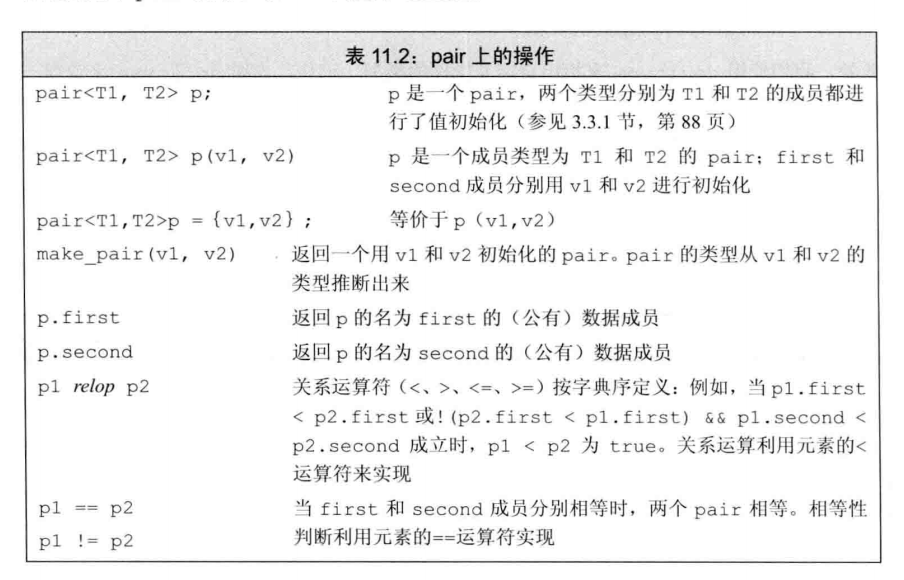 表 11.2：pair 上的操作
pair<T1, T2> p; p 是一个 pair，两个类型分别为 T1 和 T2 的成员都进
行了值初始化（参见 3.3.1 节，第 88 页）
pair<T1, T2> p(v1, v2) p 是一个成员类型为 T1 和 T2 的 pair；first 和
second 成员分别用 v1 和 v2 进行初始化
pair<T1,T2>p = {v1,v2} ; 等价于 p（v1,v2）
make_pair(v1, v2) 返回一个用 v1 和 v2 初始化的 pair。pair 的类型从 v1 和 v2 的
类型推断出来
p.first 返回 p 的名为 first 的（公有）数据成员
p.second 返回 p 的名为 second 的（公有）数据成员
p1 relop p2 关系运算符（<、>、<=、>=）按字典序定义：例如，当 p1.first
< p2.first 或!(p2.first < p1.first) && p1.second <
p2.second 成立时，p1 < p2 为 true。关系运算利用元素的<
运算符来实现
p1 == p2 当 first 和 second 成员分别相等时，两个 pair 相等。相等性
p1 != p2 判断利用元素的==运算符实现